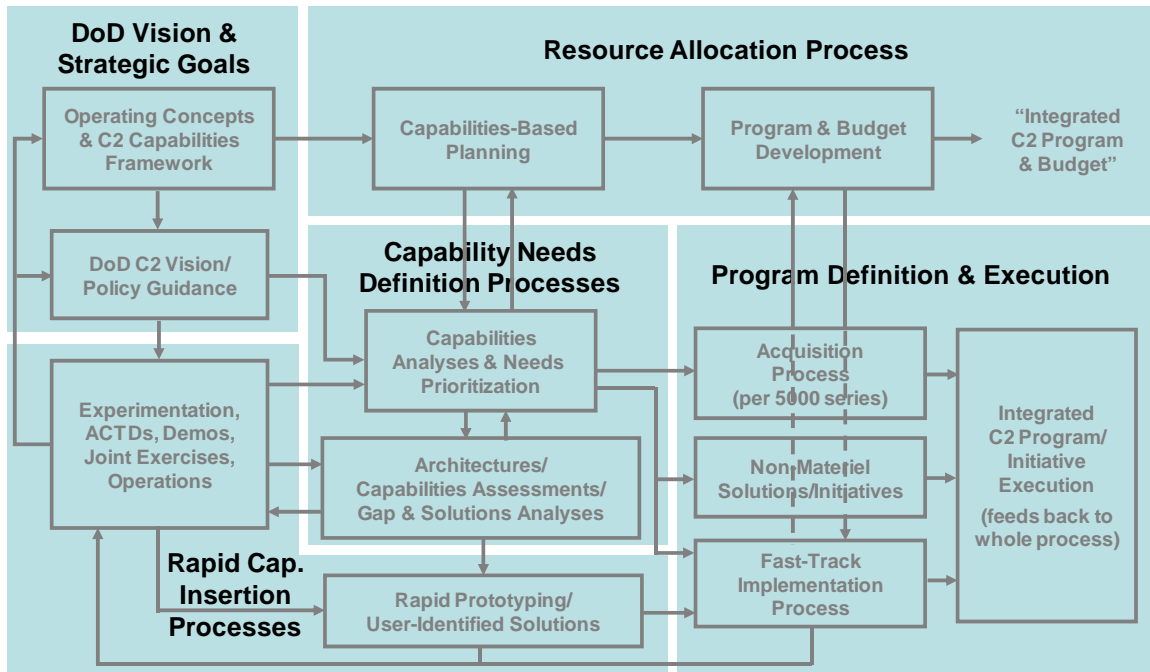 DoD Vision &
Strategic Goals
Operating Concepts
& C2 Capabilities
Framework
DoD C2 Vision/
Policy Guidance
Resource Allocation Process
Capabilities-Based
Planning
Program & Budget
Development
“Integrated
C2 Program
& Budget”
Capability Needs
Definition Processes
Capabilities
Analyses & Needs
Prioritization
Architectures/
Capabilities Assessments/
Gap & Solutions Analyses
Program Definition & Execution
Acquisition
Process
(per 5000 series)
Non-Materiel
Solutions/Initiatives
Fast-Track
Implementation
Process
Integrated
C2 Program/
Initiative
Execution
(feeds back to
whole process)
Experimentation,
ACTDs, Demos,
Joint Exercises,
Operations
Rapid Cap.
Insertion
Processes
Rapid Prototyping/
User-Identified Solutions